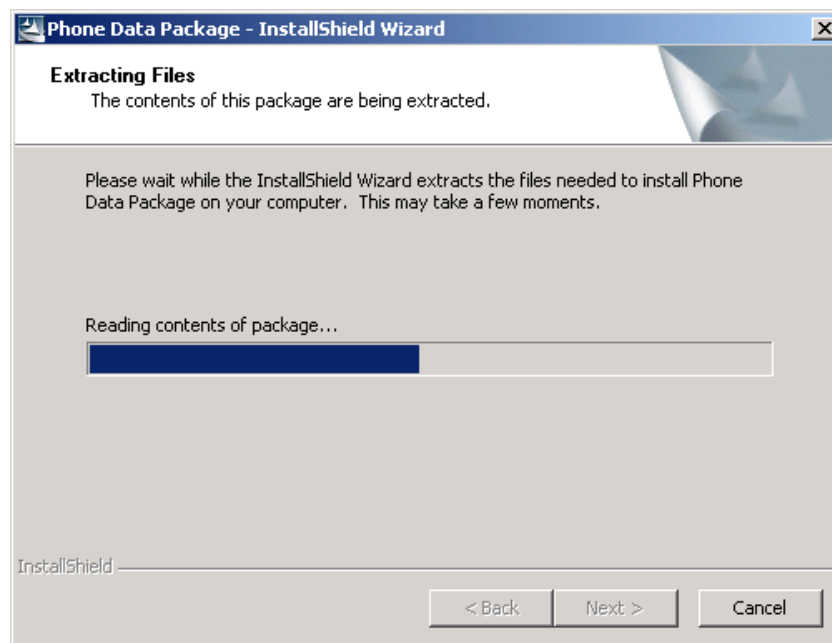 Phone Data Package - InstallShield Wizard
Extracting Files
The contents of this package are being extracted.
Please wait while the InstallShield Wizard extracts the files needed to install Phone
Data Package on your computer.  This may take a few moments.
Reading contents of package...
InstallShield
< Back Next > Cancel